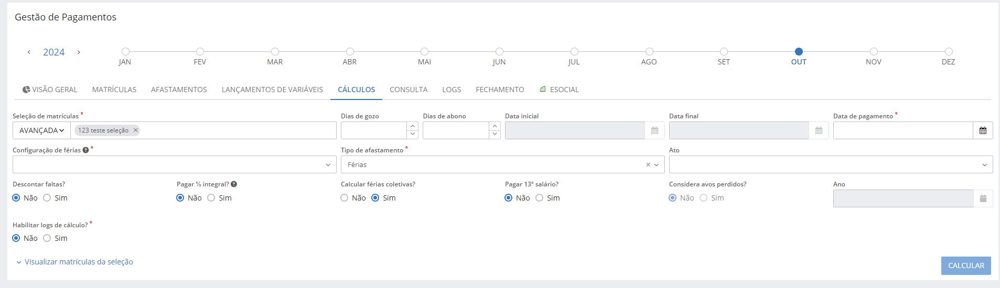 Gestão de Pagamentos
2024
JAN FEV MAR ABR MAI JUN JUL AGO SET OUT NOV DEZ
VISÃO GERAL MATRÍCULAS AFASTAMENTOS LANÇAMENTOS DE VARIÁVEIS CÁLCULOS CONSULTA LOGS FECHAMENTO ESOCIAL
Seleção de matrículas * Dias de gozo Dias de abono Data inicial Data final Data de pagamento *
AVANÇADA 123 teste seleção
Configuração de férias * Tipo de afastamento * Ato
Férias
Descontar faltas? Pagar ⅓ integral? Calcular férias coletivas? Pagar 13º salário? Considera avos perdidos? Ano
Não Sim Não Sim Não Sim Não Sim Não Sim
Habilitar logs de cálculo? *
Não Sim
Visualizar matrículas da seleção
CALCULAR